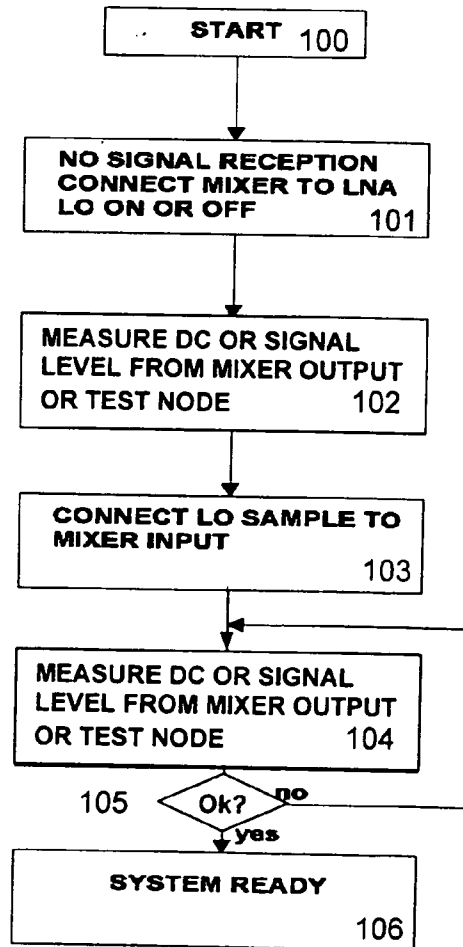 START 100
NO SIGNAL RECEPTION
CONNECT MIXER TO LNA
LO ON OR OFF
101
MEASURE DC OR SIGNAL
LEVEL FROM MIXER OUTPUT
OR TEST NODE 102
CONNECT LO SAMPLE TO
MIXER INPUT
103
MEASURE DC OR SIGNAL
LEVEL FROM MIXER OUTPUT
OR TEST NODE 104
105 Ok? no
yes
SYSTEM READY
106